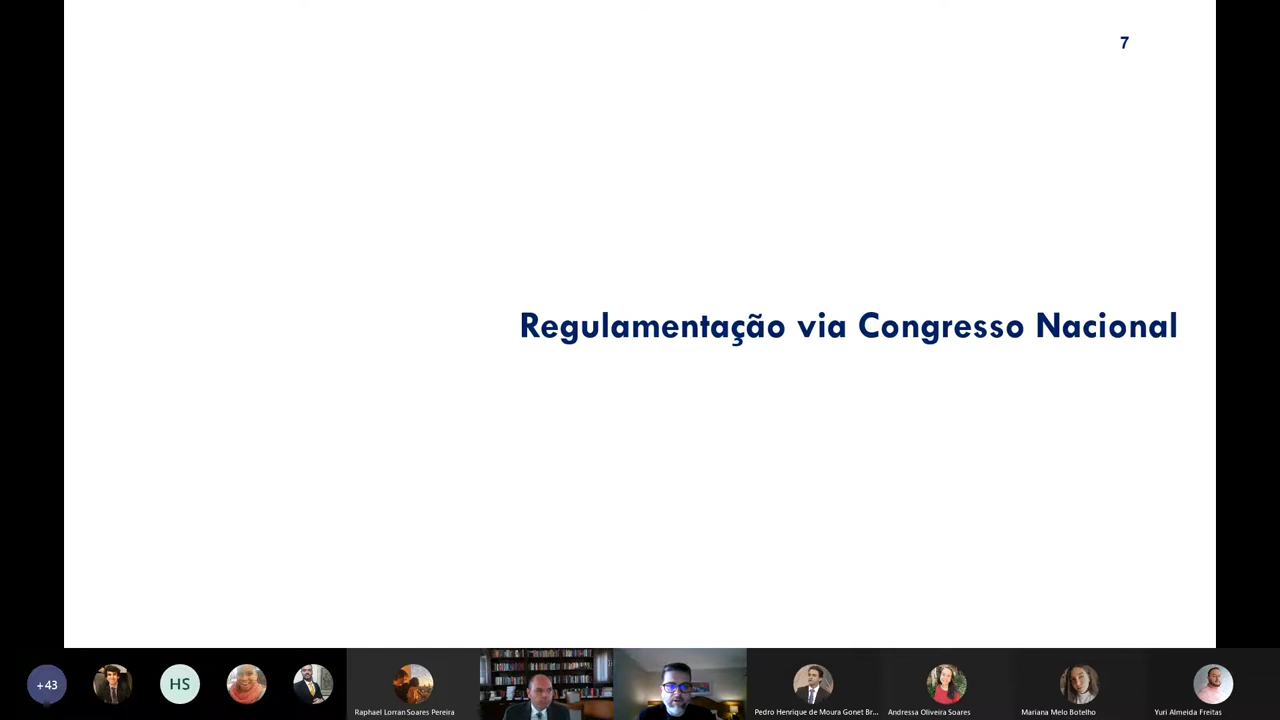 7
Regulamentação via Congresso Nacional
+43
HS
Raphael Lorran Soares Pereira
Pedro Henrique de Moura Gonet Br...
Andressa Oliveira Soares
Mariana Melo Botelho
Yuri Almeida Freitas